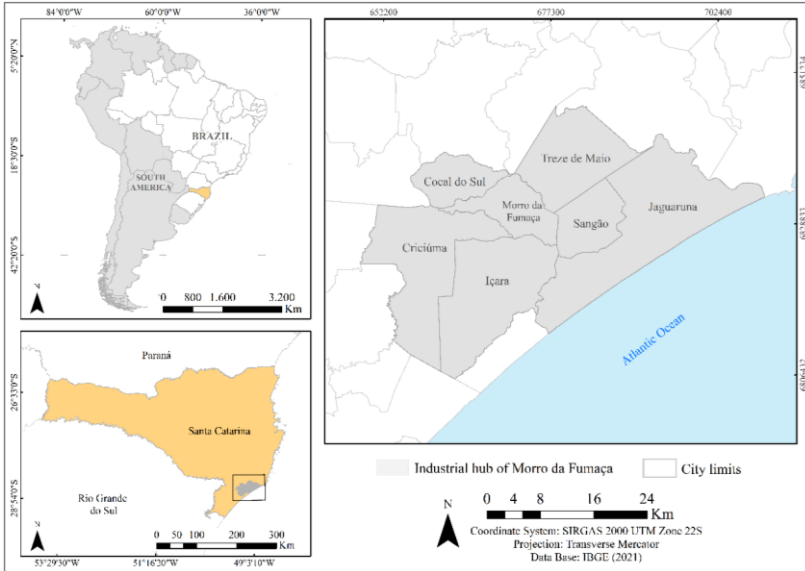 84°0'0"W 60°0'0"W 36°0'0"W
5°20'0"N
18°30'0"S
42°20'0"S
BRAZIL
SOUTH
AMERICA
N
0 800 1.600 3.200
Km
26°33'0"S
28°54'0"S
Paraná
Santa Catarina
Rio Grande
do Sul
N
0 50 100 200 300
Km
53°29'30"W 51°16'20"W 49°3'10"W
652200 677300 702400
6851234
6828833
6806432
Treze de Maio
Cocal do Sul
Morro da
Fumaça
Jaguaruna
Sangão
Criciúma
Içara
Atlantic Ocean
Industrial hub of Morro da Fumaça
City limits
N
0 4 8 16 24
Km
Coordinate System: SIRGAS 2000 UTM Zone 22S
Projection: Transverse Mercator
Data Base: IBGE (2021)